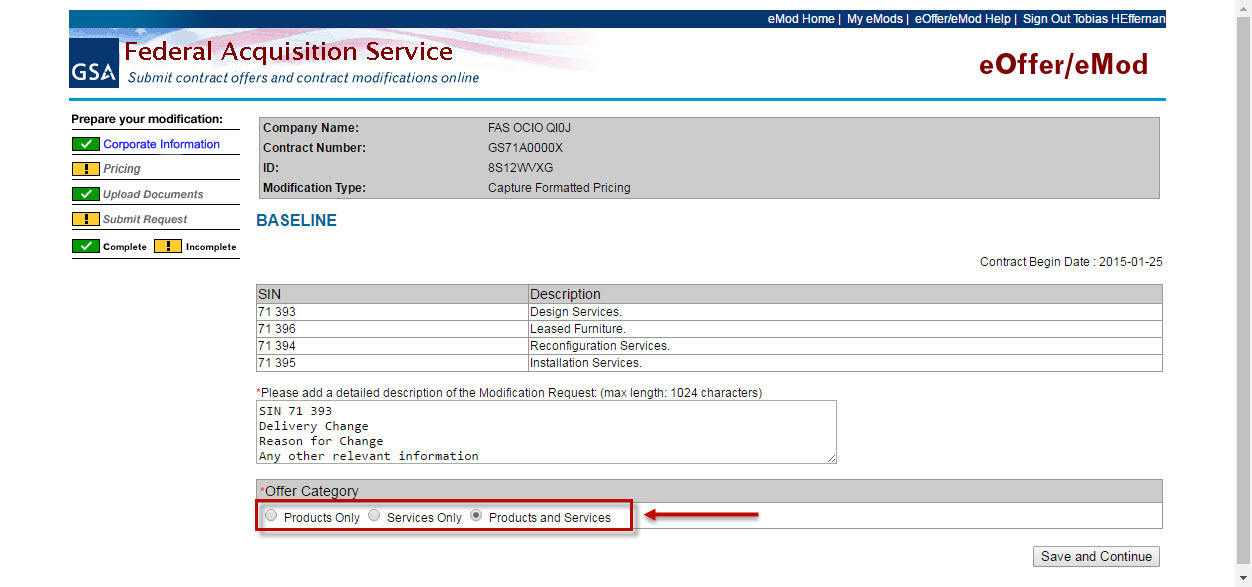 eMod Home | My eMods | eOffer/eMod Help | Sign Out Tobias HEffernan
GSA
Federal Acquisition Service
Submit contract offers and contract modifications online
eOffer/eMod
Prepare your modification:
Corporate Information
Pricing
Upload Documents
Submit Request
Complete Incomplete
Company Name: FAS OCIO QI0J
Contract Number: GS71A0000X
ID: 8S12WVXG
Modification Type: Capture Formatted Pricing
BASELINE
Contract Begin Date : 2015-01-25
SIN Description
71 393 Design Services.
71 396 Leased Furniture.
71 394 Reconfiguration Services.
71 395 Installation Services.
*Please add a detailed description of the Modification Request: (max length: 1024 characters)
SIN 71 393
Delivery Change
Reason for Change
Any other relevant information
*Offer Category
Products Only Services Only Products and Services
Save and Continue